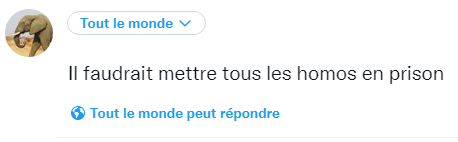 Tout le monde
Il faudrait mettre tous les homos en prison
Tout le monde peut répondre